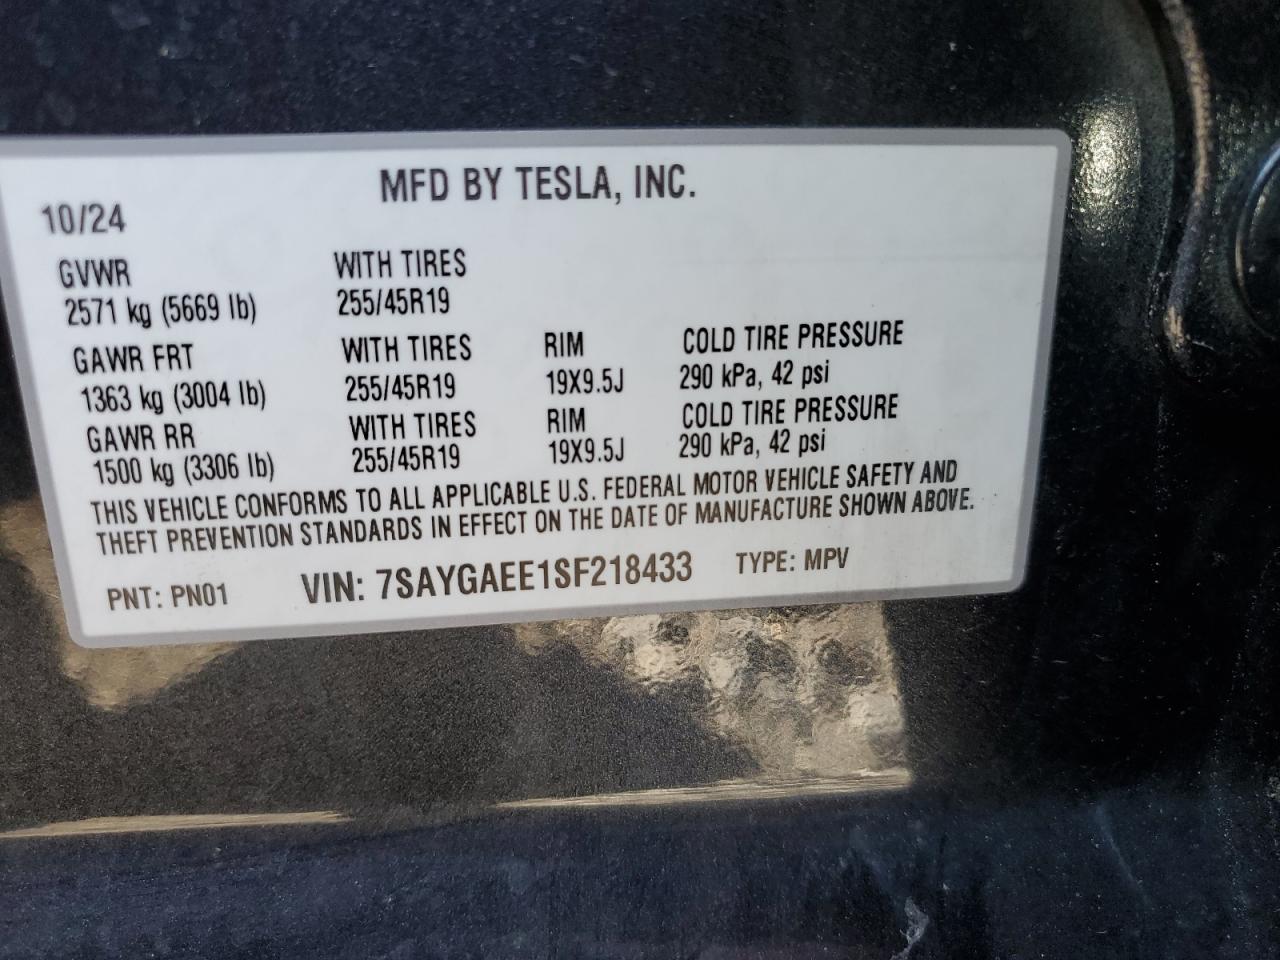 MFD BY TESLA, INC.
10/24
GVWR WITH TIRES
2571 kg (5669 lb) 255/45R19
GAWR FRT WITH TIRES RIM COLD TIRE PRESSURE
1363 kg (3004 lb) 255/45R19 19X9.5J 290 kPa, 42 psi
GAWR RR WITH TIRES RIM COLD TIRE PRESSURE
1500 kg (3306 lb) 255/45R19 19X9.5J 290 kPa, 42 psi
THIS VEHICLE CONFORMS TO ALL APPLICABLE U.S. FEDERAL MOTOR VEHICLE SAFETY AND
THEFT PREVENTION STANDARDS IN EFFECT ON THE DATE OF MANUFACTURE SHOWN ABOVE.
PNT: PN01 VIN: 7SAYGAEE1SF218433 TYPE: MPV